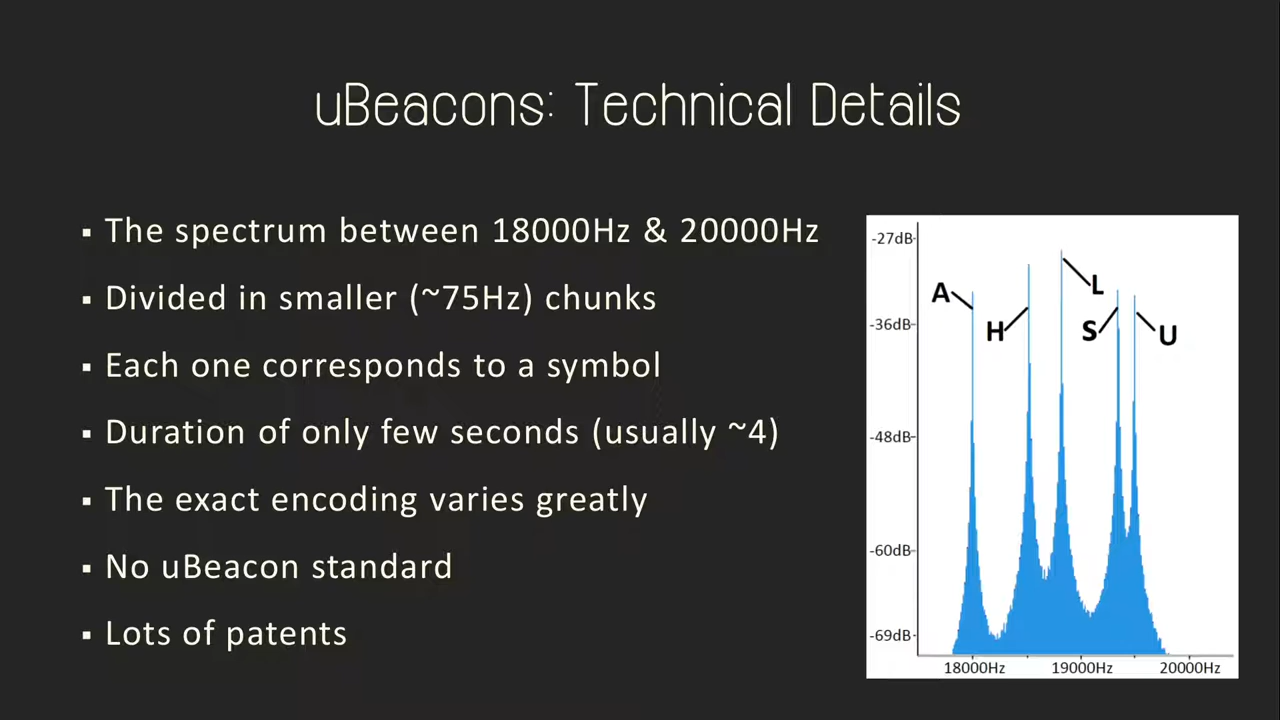 uBeacons: Technical Details
▪ The spectrum between 18000Hz & 20000Hz
▪ Divided in smaller (~75Hz) chunks
▪ Each one corresponds to a symbol
▪ Duration of only few seconds (usually ~4)
▪ The exact encoding varies greatly
▪ No uBeacon standard
▪ Lots of patents
-27dB
-36dB
-48dB
-60dB
-69dB
A
H
L
S
U
18000Hz 19000Hz 20000Hz